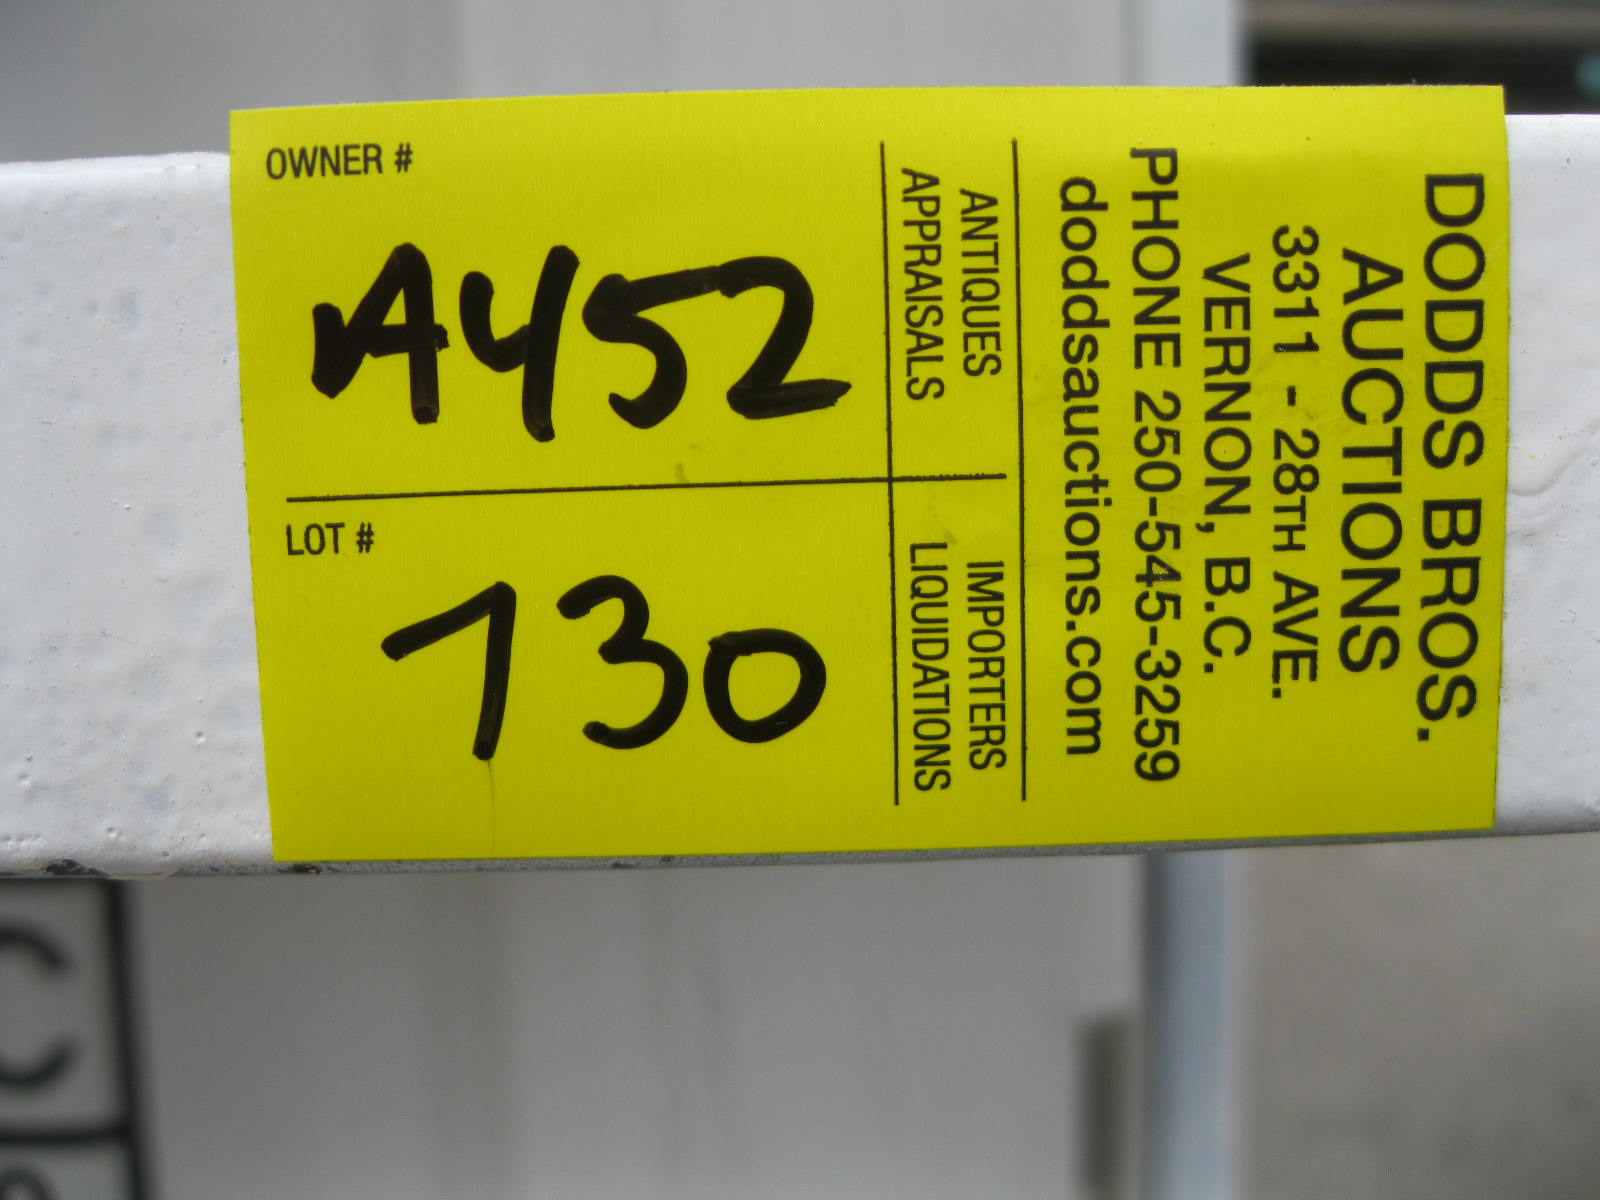 OWNER #
A452
LOT #
130
DODDS BROS.
AUCTIONS
3311 - 28TH AVE.
VERNON, B.C.
PHONE 250-545-3259
doddsauctions.com
ANTIQUES
APPRAISALS
IMPORTERS
LIQUIDATIONS